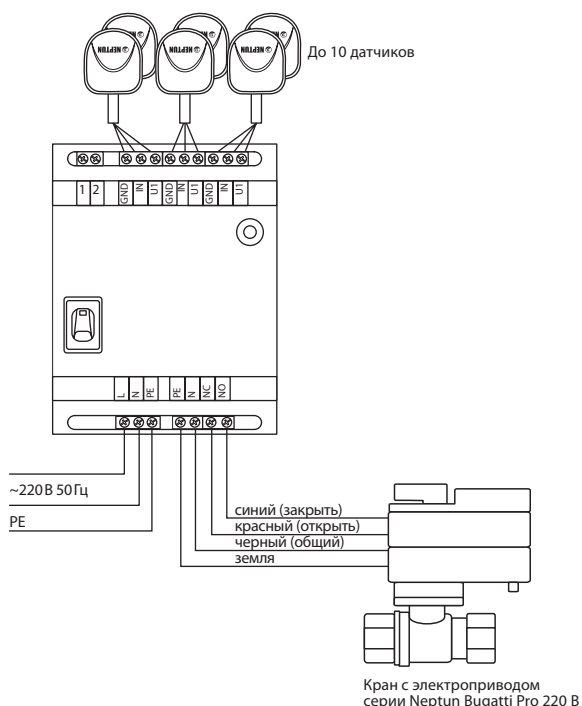 NEPTUN
NEPTUN
NEPTUN
До 10 датчиков
1 2 GND IN U1 GND IN U1 GND IN U1
L N PE PE N NC NO
~220 В 50 Гц
PE
синий (закрыть)
красный (открыть)
черный (общий)
земля
Кран с электроприводом
серии Neptun Bugatti Pro 220 В